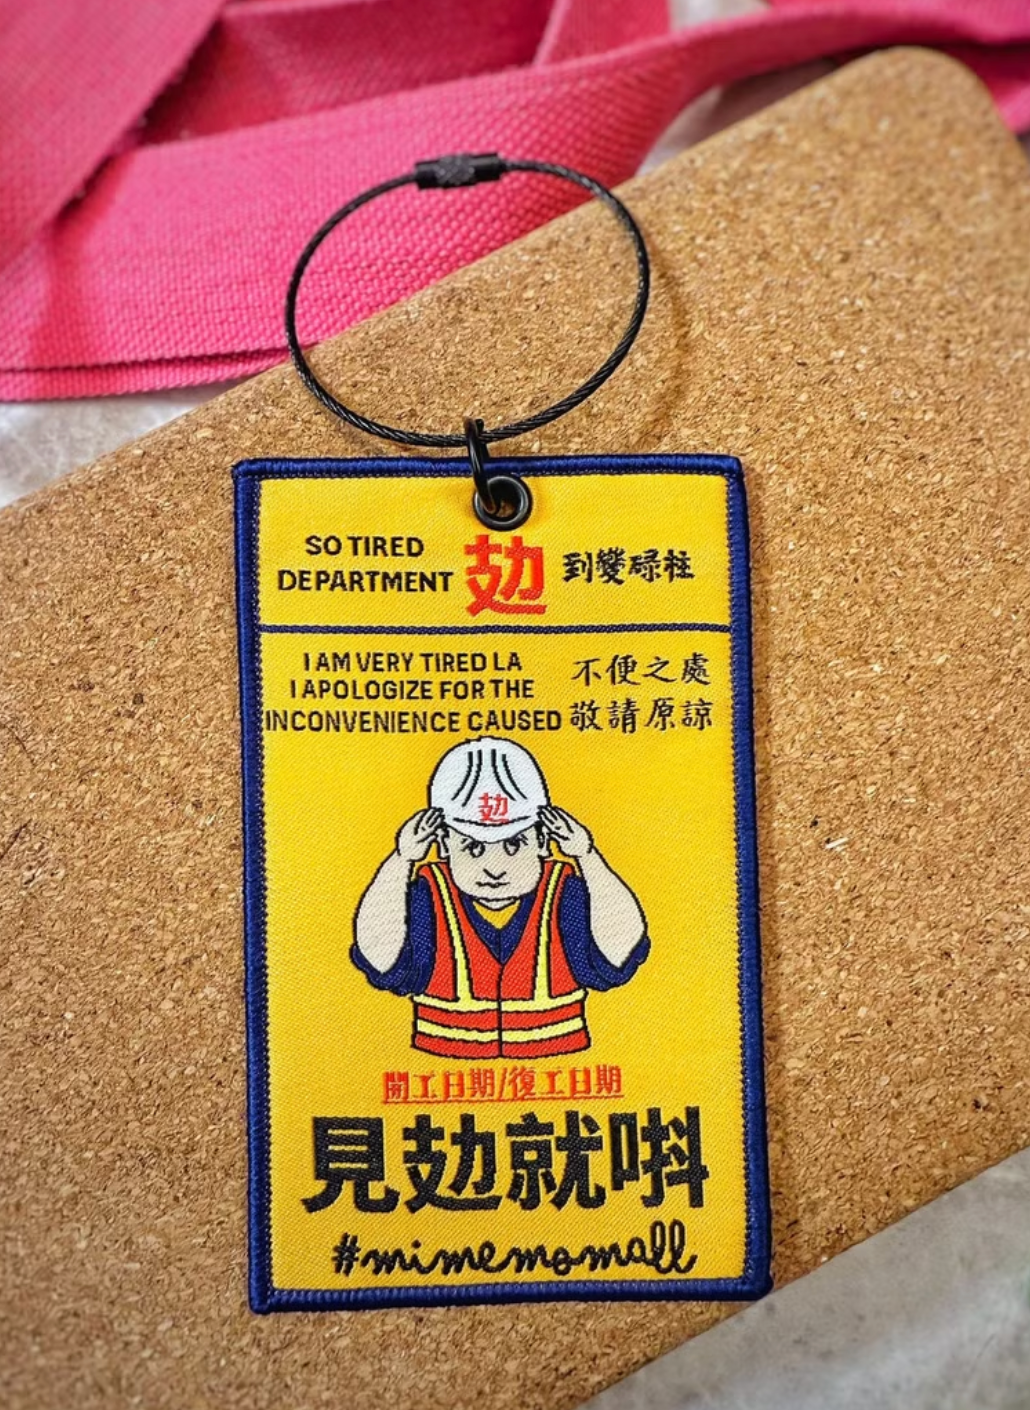 SO TIRED
DEPARTMENT
攰
到變碌柱
I AM VERY TIRED LA
I APOLOGIZE FOR THE
INCONVENIENCE CAUSED
不便之處
敬請原諒
攰
開工日期/復工日期
見攰就唞
#mimemomall